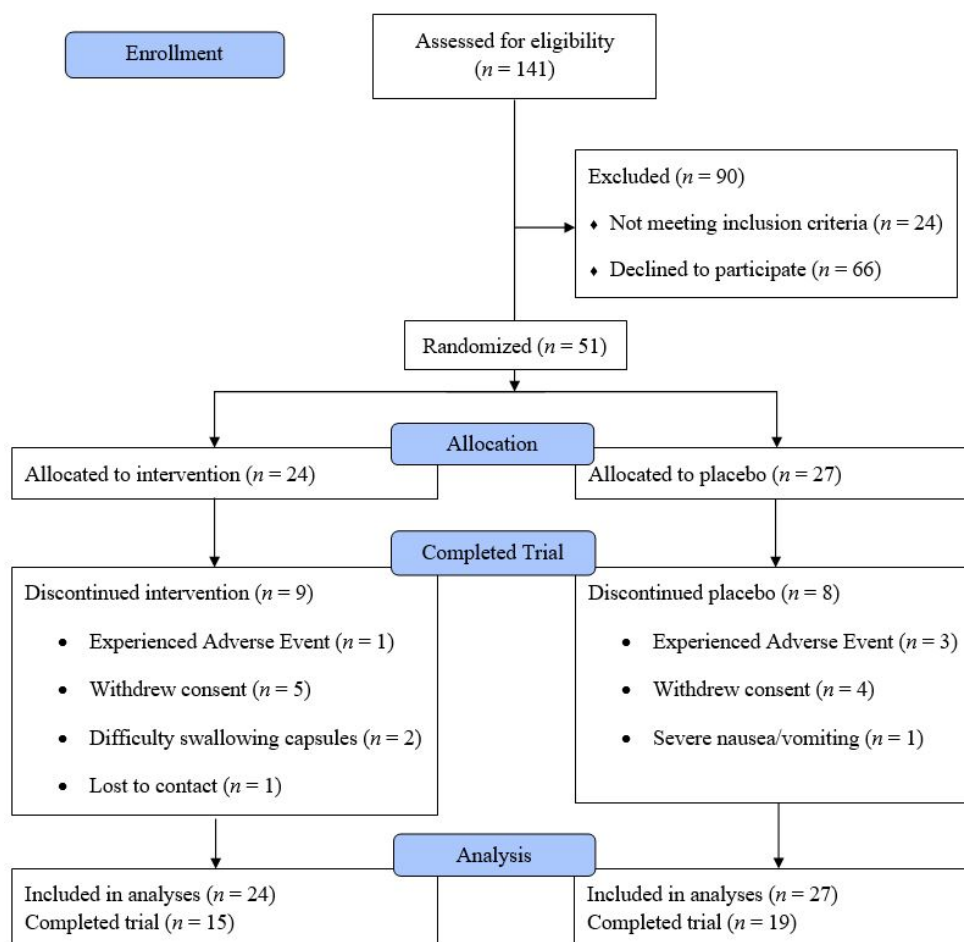 Enrollment
Assessed for eligibility
(n = 141)
Excluded (n = 90)
⬧ Not meeting inclusion criteria (n = 24)
⬧ Declined to participate (n = 66)
Randomized (n = 51)
Allocation
Allocated to intervention (n = 24)
Allocated to placebo (n = 27)
Completed Trial
Discontinued intervention (n = 9)
• Experienced Adverse Event (n = 1)
• Withdrew consent (n = 5)
• Difficulty swallowing capsules (n = 2)
• Lost to contact (n = 1)
Discontinued placebo (n = 8)
• Experienced Adverse Event (n = 3)
• Withdrew consent (n = 4)
• Severe nausea/vomiting (n = 1)
Analysis
Included in analyses (n = 24)
Completed trial (n = 15)
Included in analyses (n = 27)
Completed trial (n = 19)